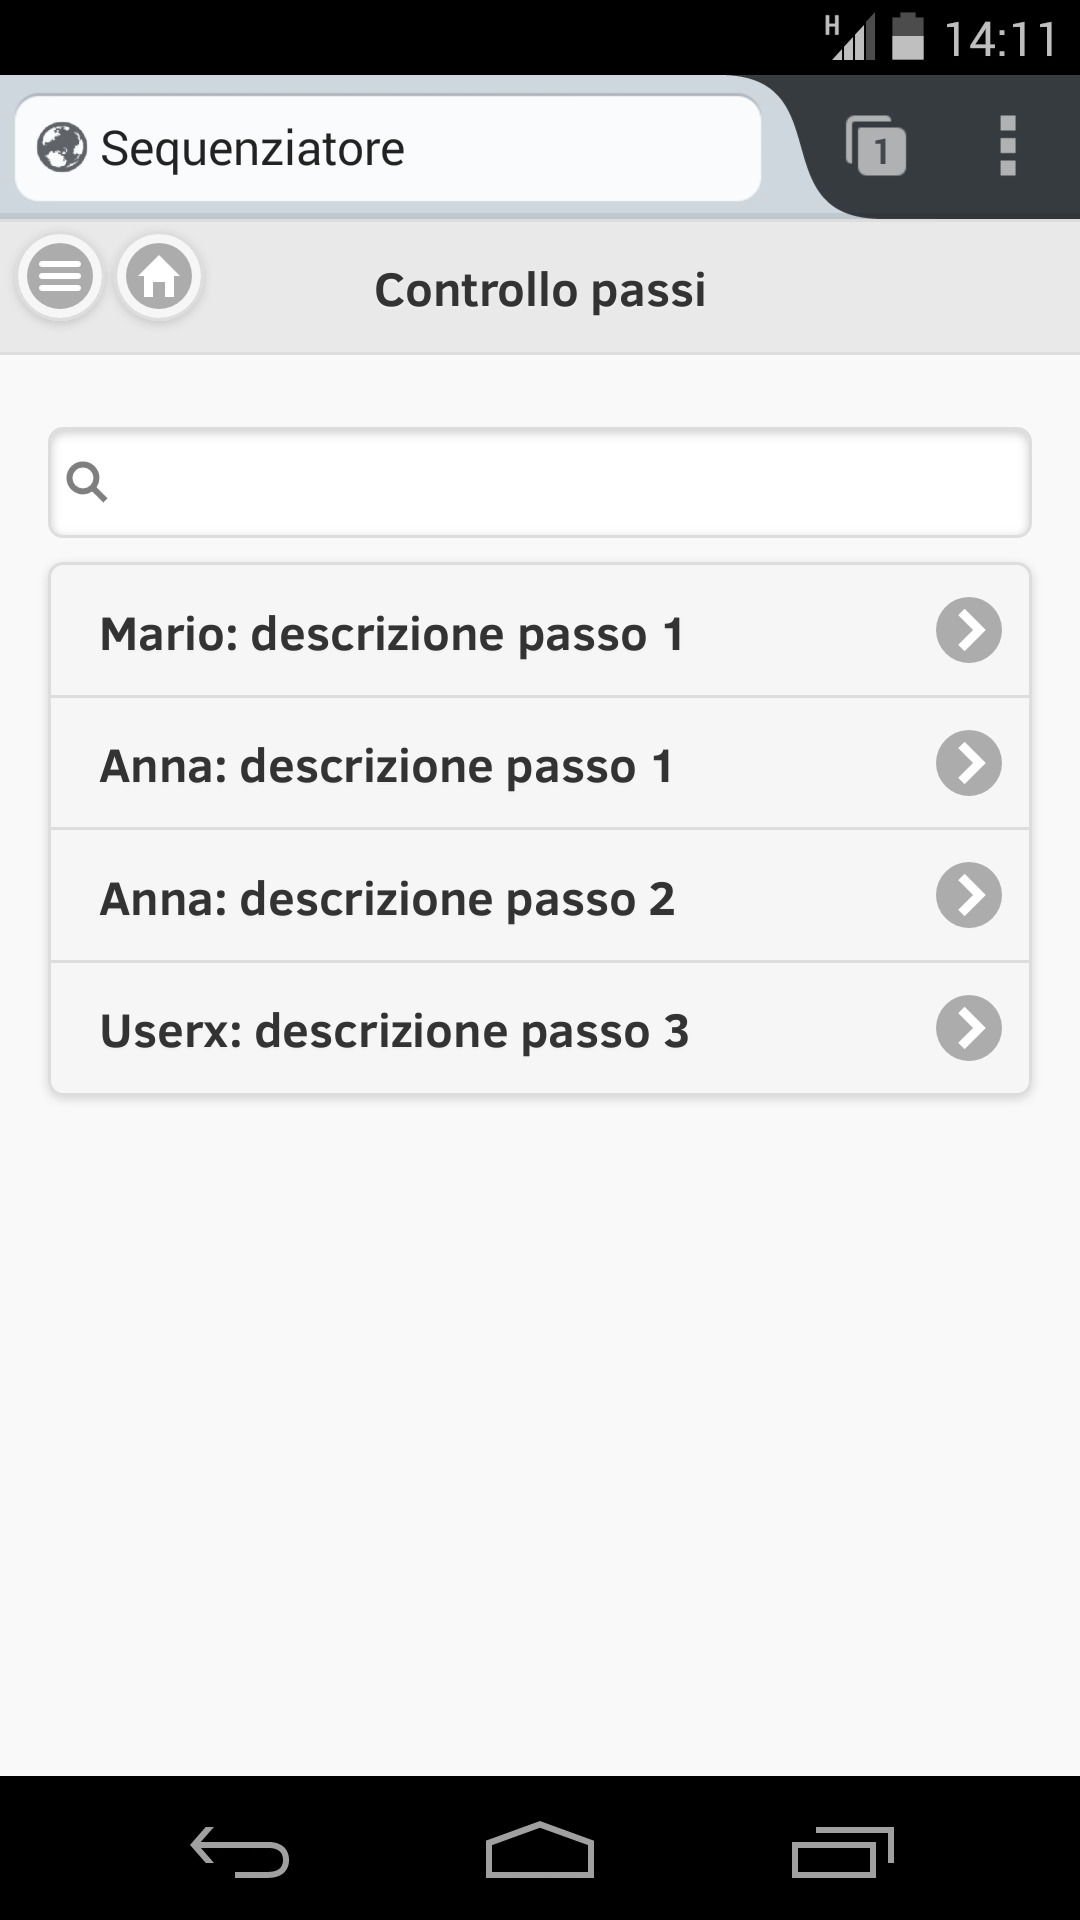 H 14:11
Sequenziatore
1
Controllo passi
Mario: descrizione passo 1
Anna: descrizione passo 1
Anna: descrizione passo 2
Userx: descrizione passo 3